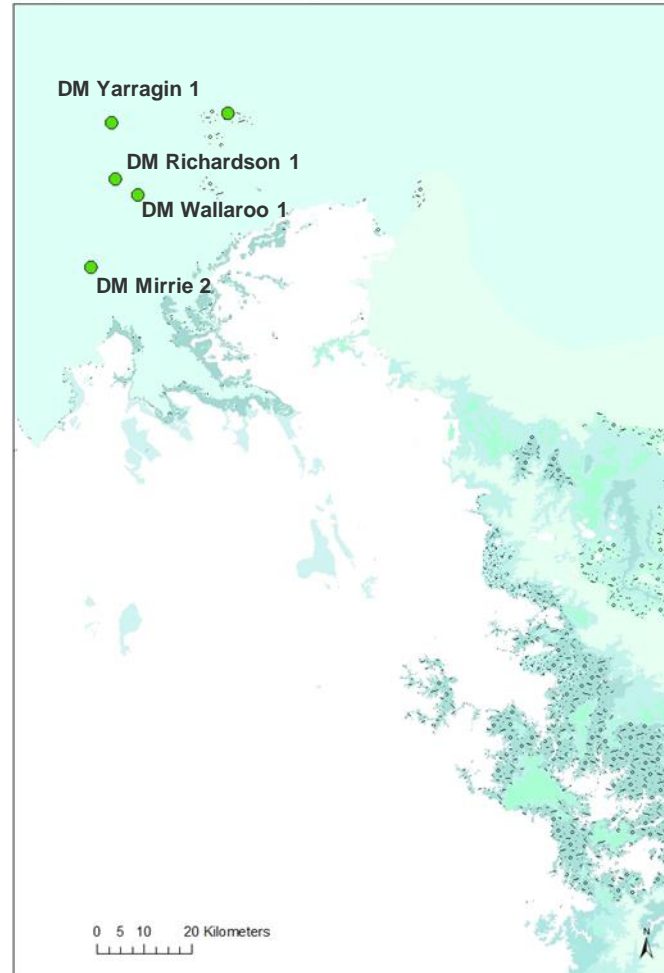 DM Yarragin 1
DM Richardson 1
DM Wallaroo 1
DM Mirrie 2
0 5 10 20 Kilometers
N